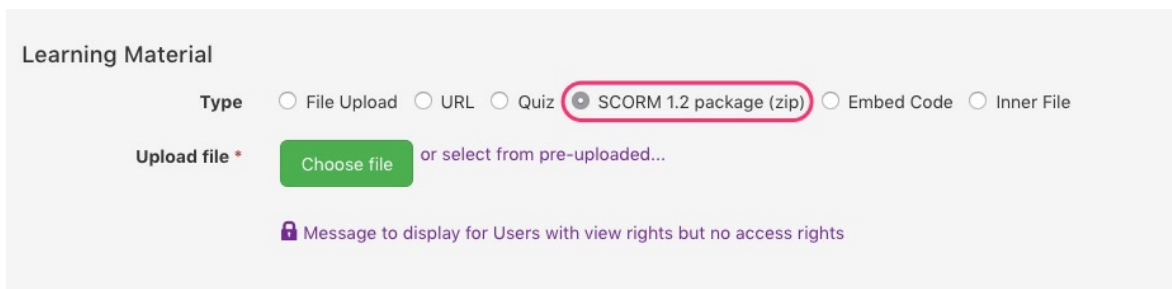 Learning Material
Type File Upload URL Quiz SCORM 1.2 package (zip) Embed Code Inner File
Upload file * Choose file or select from pre-uploaded...
Message to display for Users with view rights but no access rights